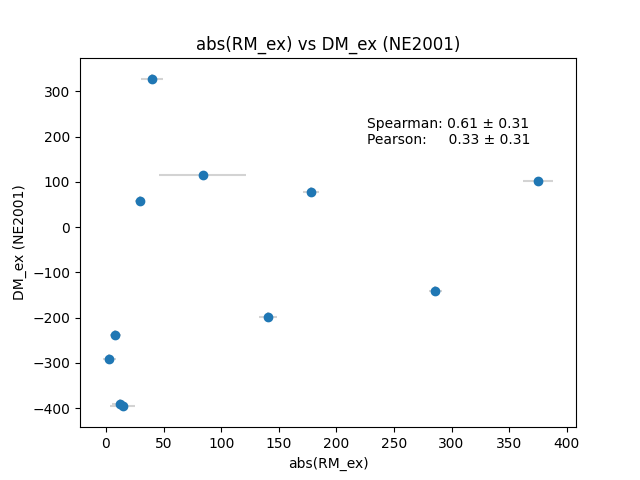 abs(RM_ex) vs DM_ex (NE2001)
Spearman: 0.61 ± 0.31
Pearson: 0.33 ± 0.31
DM_ex (NE2001)
300
200
100
0
−100
−200
−300
−400
0 50 100 150 200 250 300 350 400
abs(RM_ex)